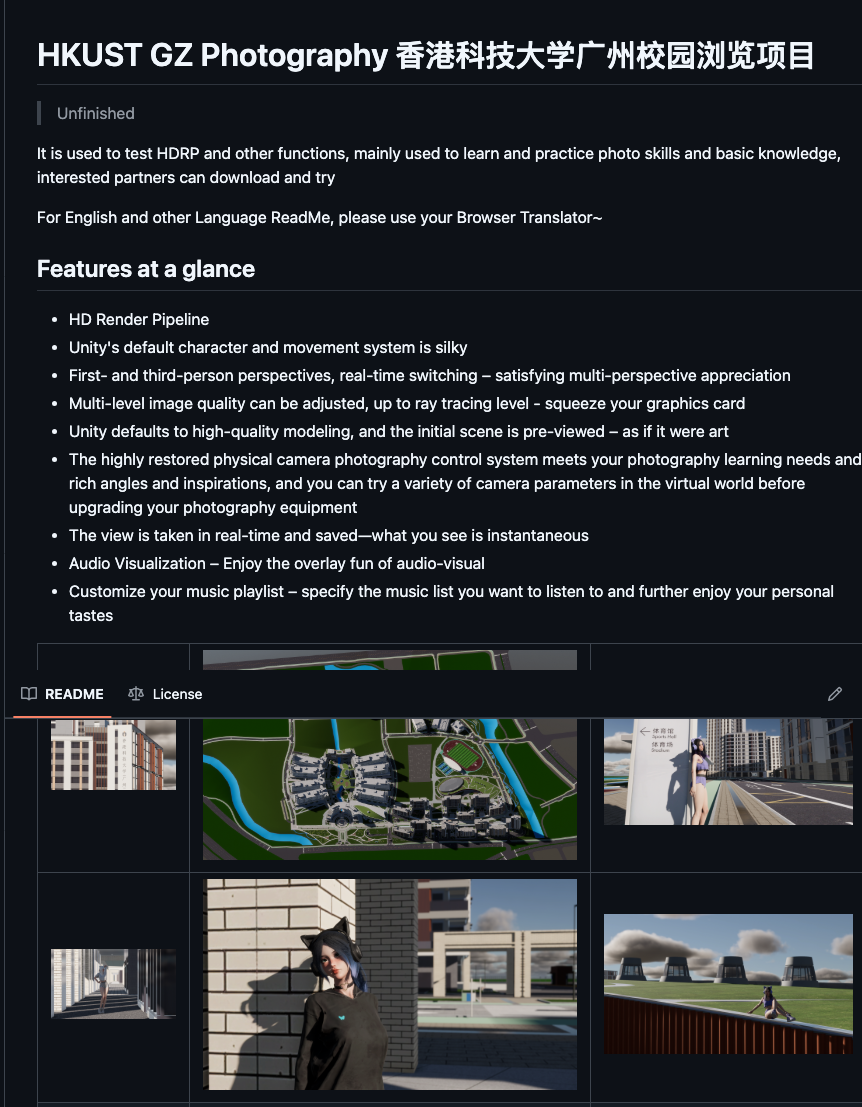 HKUST GZ Photography 香港科技大学广州校园浏览项目
Unfinished
It is used to test HDRP and other functions, mainly used to learn and practice photo skills and basic knowledge,
interested partners can download and try
For English and other Language ReadMe, please use your Browser Translator~
Features at a glance
HD Render Pipeline
Unity's default character and movement system is silky
First- and third-person perspectives, real-time switching – satisfying multi-perspective appreciation
Multi-level image quality can be adjusted, up to ray tracing level - squeeze your graphics card
Unity defaults to high-quality modeling, and the initial scene is pre-viewed – as if it were art
The highly restored physical camera photography control system meets your photography learning needs and
rich angles and inspirations, and you can try a variety of camera parameters in the virtual world before
upgrading your photography equipment
The view is taken in real-time and saved—what you see is instantaneous
Audio Visualization – Enjoy the overlay fun of audio-visual
Customize your music playlist – specify the music list you want to listen to and further enjoy your personal
tastes
README
License
体育馆
Sports Hall
体育场
Stadium